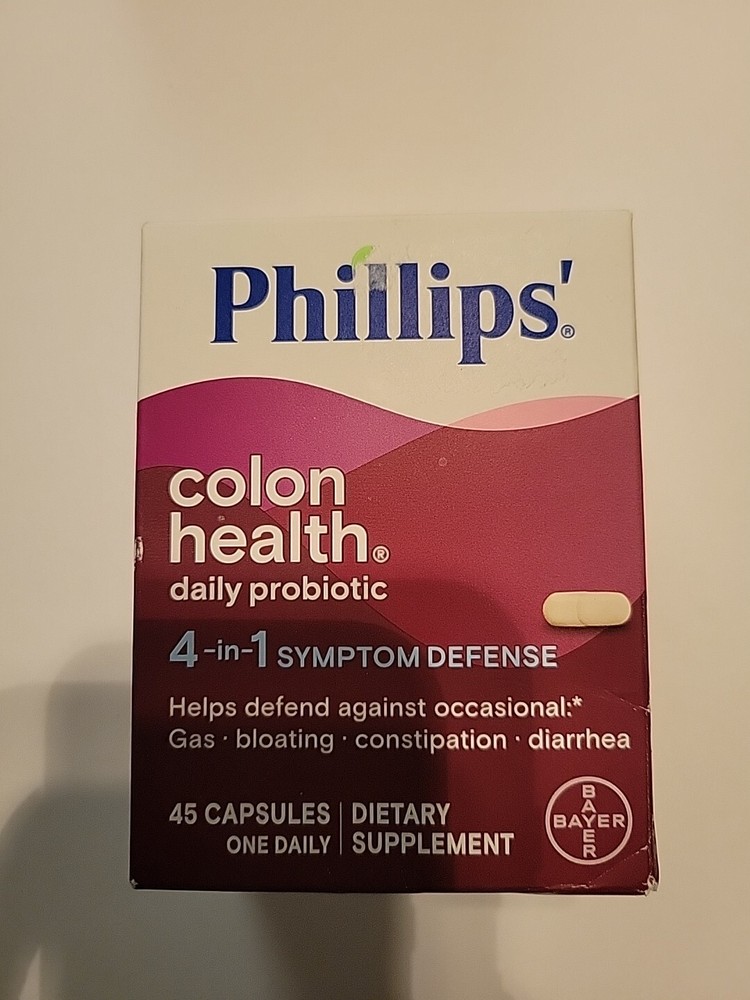 Phillips'®
colon
health®
daily probiotic
4-in-1 SYMPTOM DEFENSE
Helps defend against occasional:*
Gas · bloating · constipation · diarrhea
45 CAPSULES
ONE DAILY
DIETARY
SUPPLEMENT
BAYER
BAYER